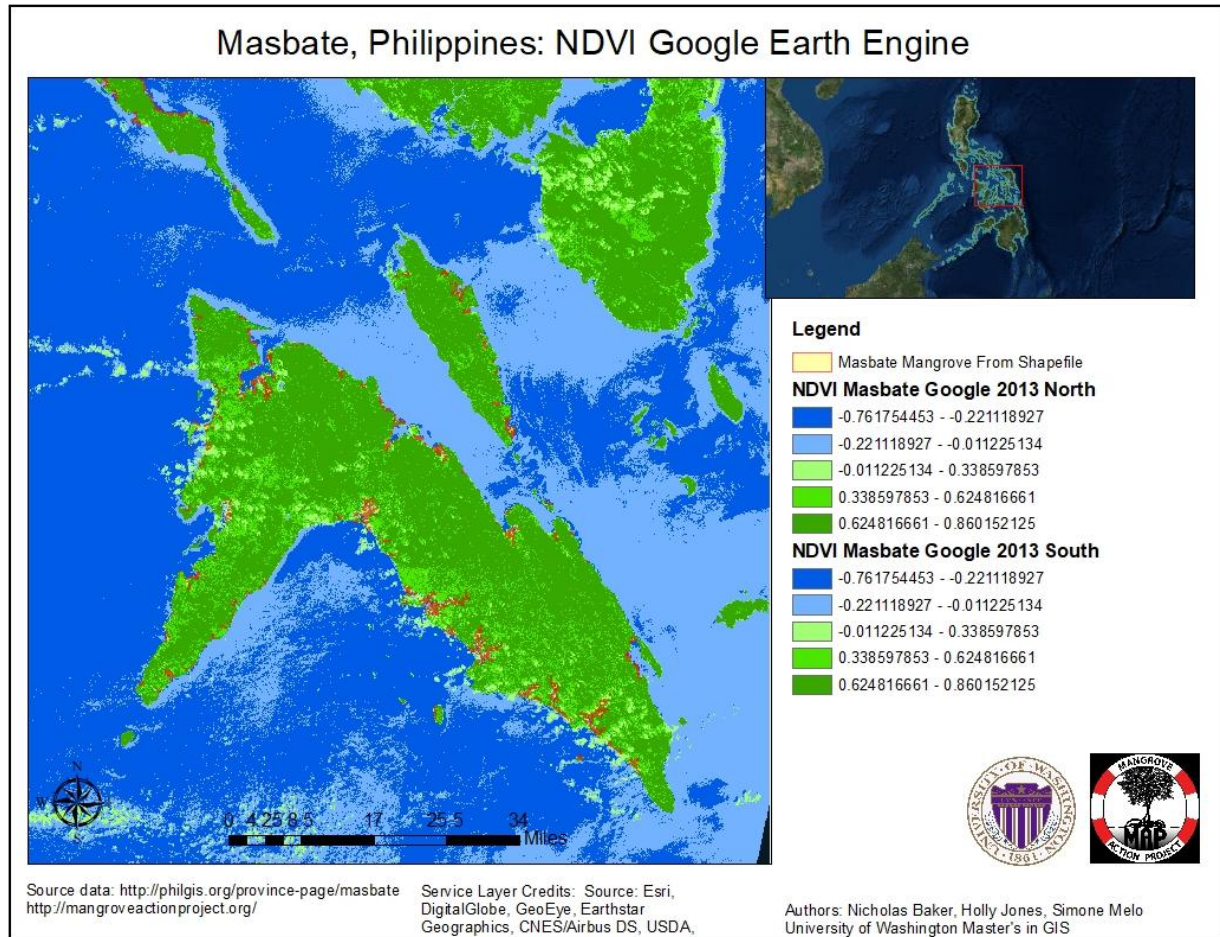 Masbate, Philippines: NDVI Google Earth Engine
Legend
Masbate Mangrove From Shapefile
NDVI Masbate Google 2013 North
-0.761754453 - -0.221118927
-0.221118927 - -0.011225134
-0.011225134 - 0.338597853
0.338597853 - 0.624816661
0.624816661 - 0.860152125
NDVI Masbate Google 2013 South
-0.761754453 - -0.221118927
-0.221118927 - -0.011225134
-0.011225134 - 0.338597853
0.338597853 - 0.624816661
0.624816661 - 0.860152125
N
W E
S
0 4.25 8.5 17 25.5 34
Miles
UNIVERSITY OF WASHINGTON
1861
MANGROVE
MAP
ACTION PROJECT
Source data: http://philgis.org/province-page/masbate
http://mangroveactionproject.org/
Service Layer Credits: Source: Esri,
DigitalGlobe, GeoEye, Earthstar
Geographics, CNES/Airbus DS, USDA,
Authors: Nicholas Baker, Holly Jones, Simone Melo
University of Washington Master's in GIS